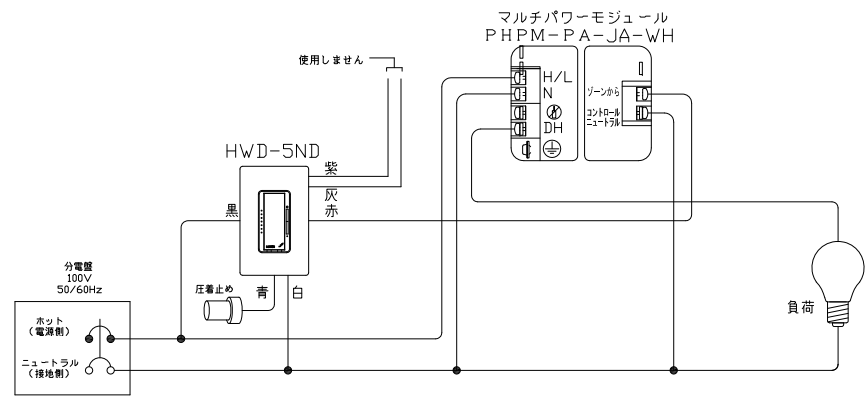 マルチパワーモジュール
PHPM-PA-JA-WH
使用しません
H/L
N
DH
ゾーンから
コントロール
ニュートラル
HWD-5ND
紫
灰
赤
黒
青
白
圧着止め
分電盤
100V
50/60Hz
ホット
(電源側)
ニュートラル
(接地側)
負荷